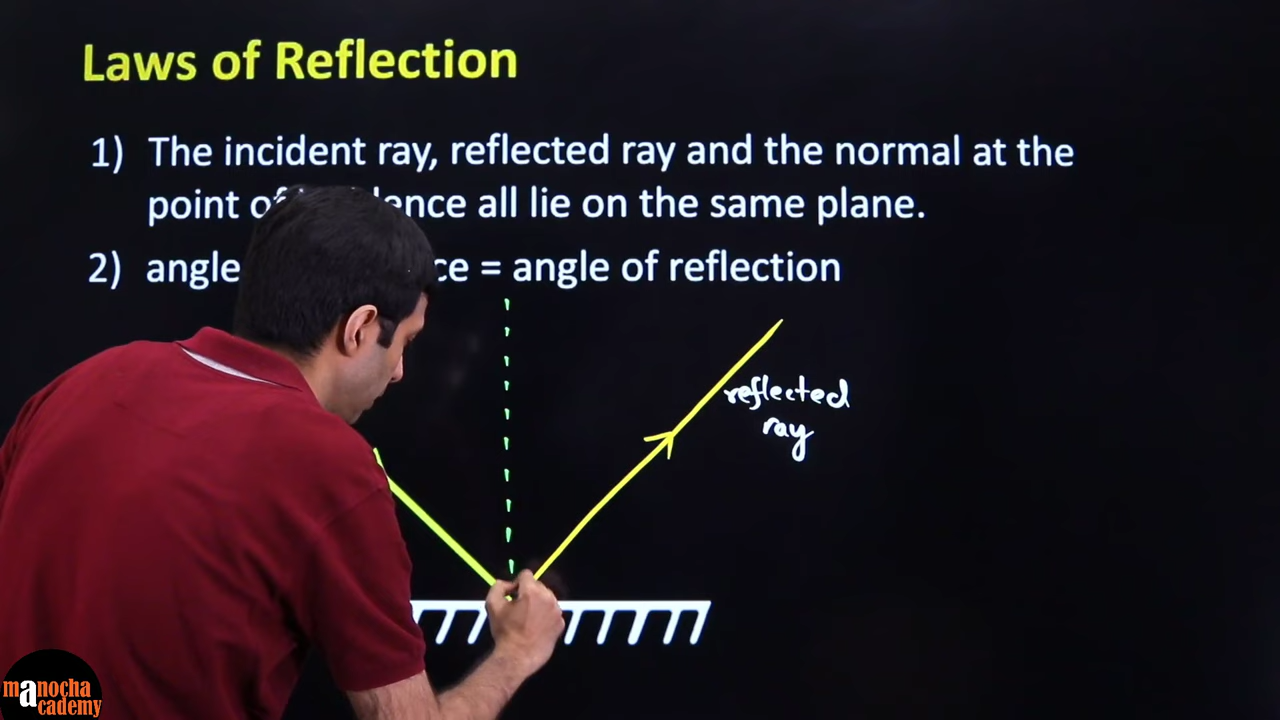 Laws of Reflection
1) The incident ray, reflected ray and the normal at the
point of ence all lie on the same plane.
2) angle ce = angle of reflection
reflected
ray
manocha
academy